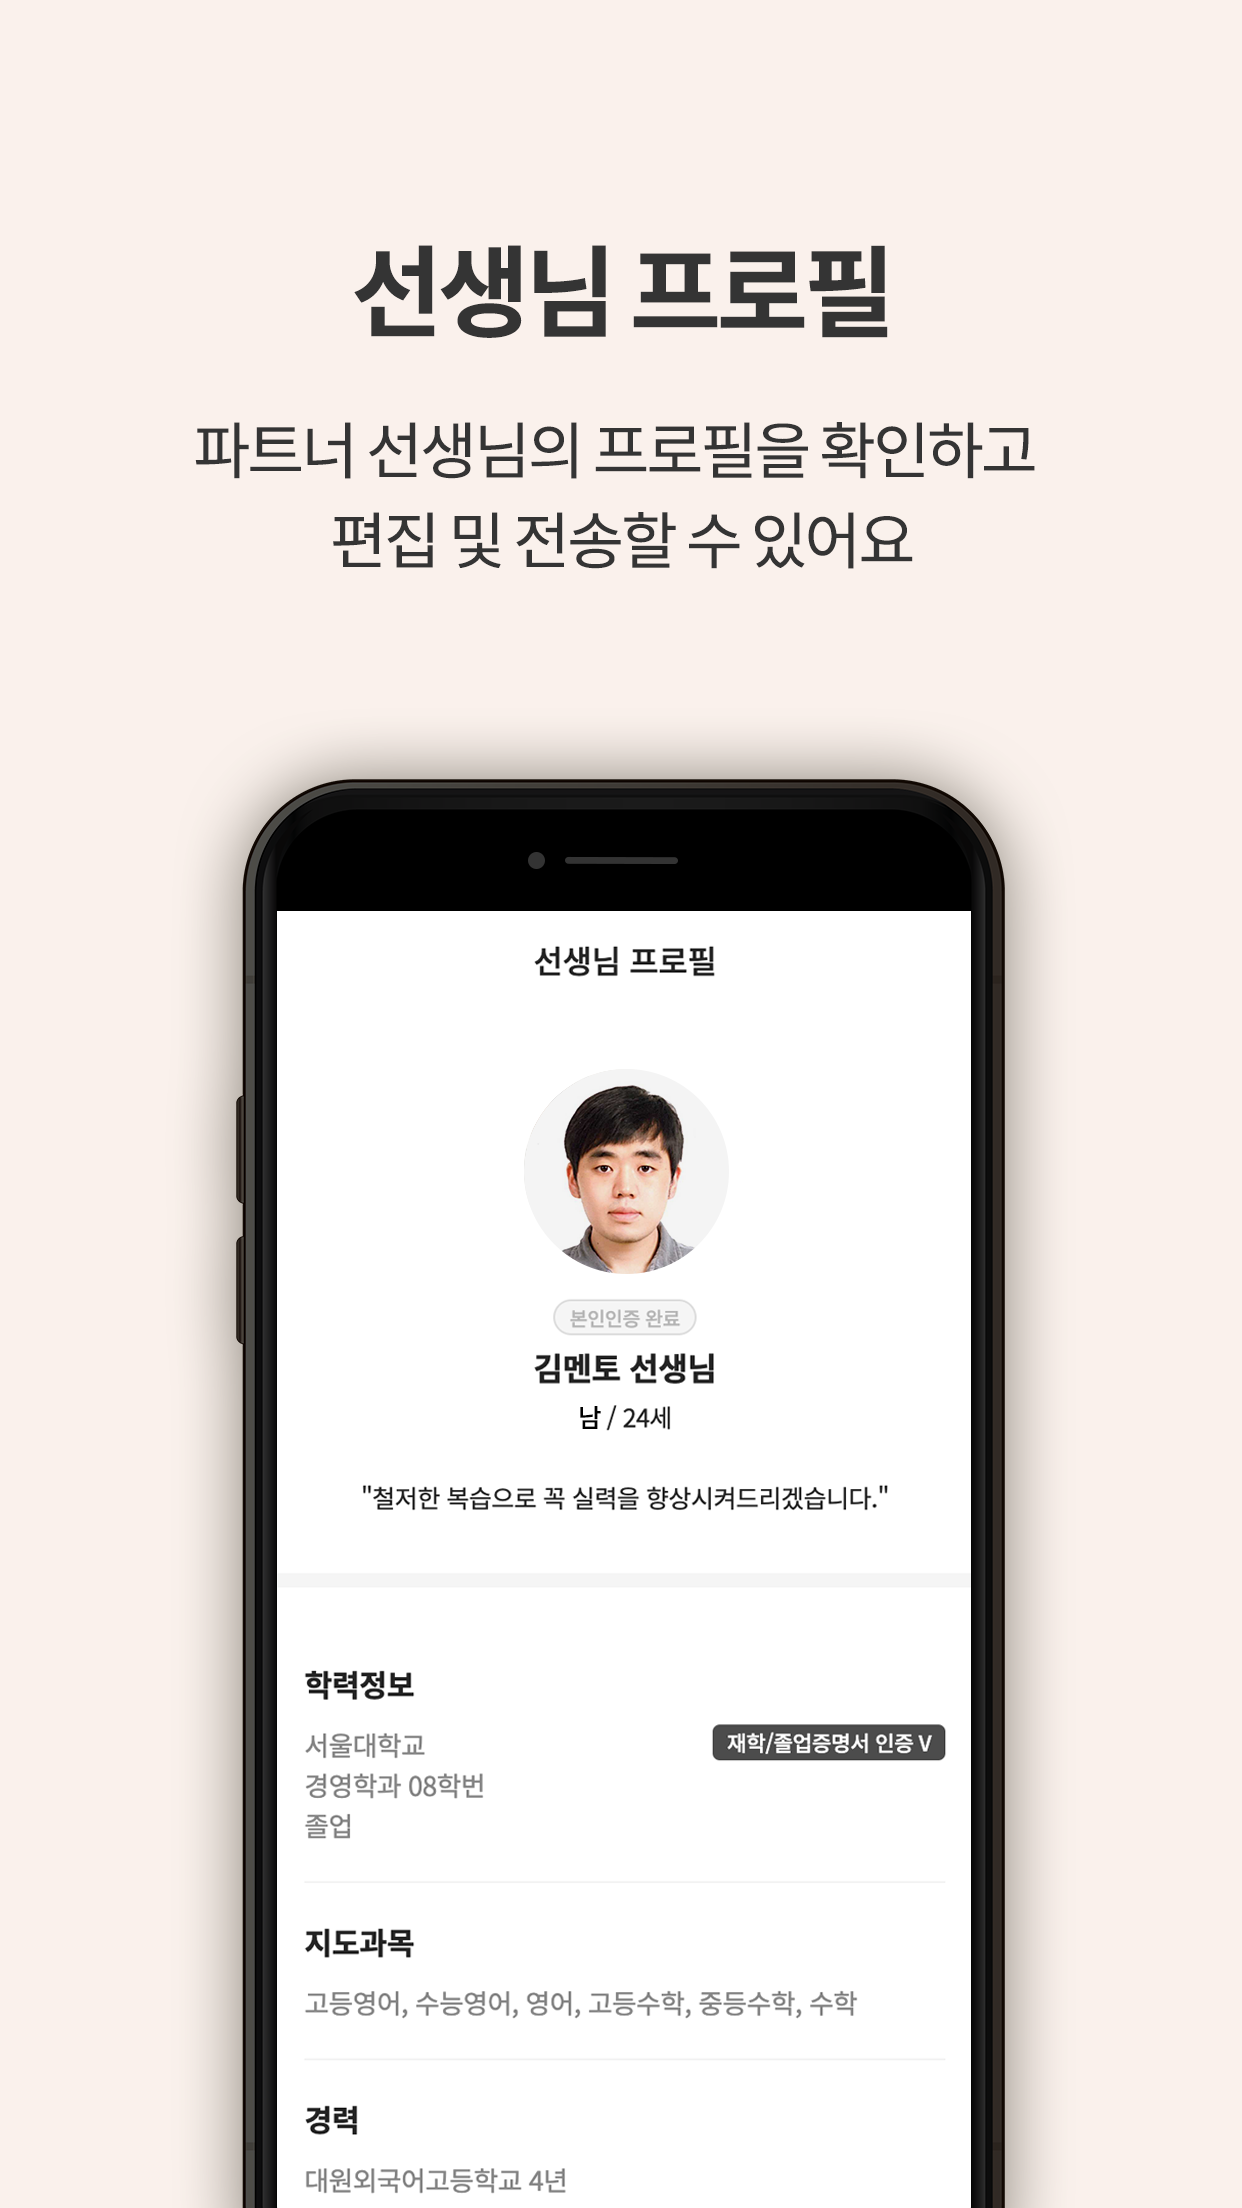 선생님 프로필
파트너 선생님의 프로필을 확인하고
편집 및 전송할 수 있어요
선생님 프로필
본인인증 완료
김멘토 선생님
남 / 24세
"철저한 복습으로 꼭 실력을 향상시켜드리겠습니다."
학력정보
서울대학교
재학/졸업증명서 인증 V
경영학과 08학번
졸업
지도과목
고등영어, 수능영어, 영어, 고등수학, 중등수학, 수학
경력
대원외국어고등학교 4년